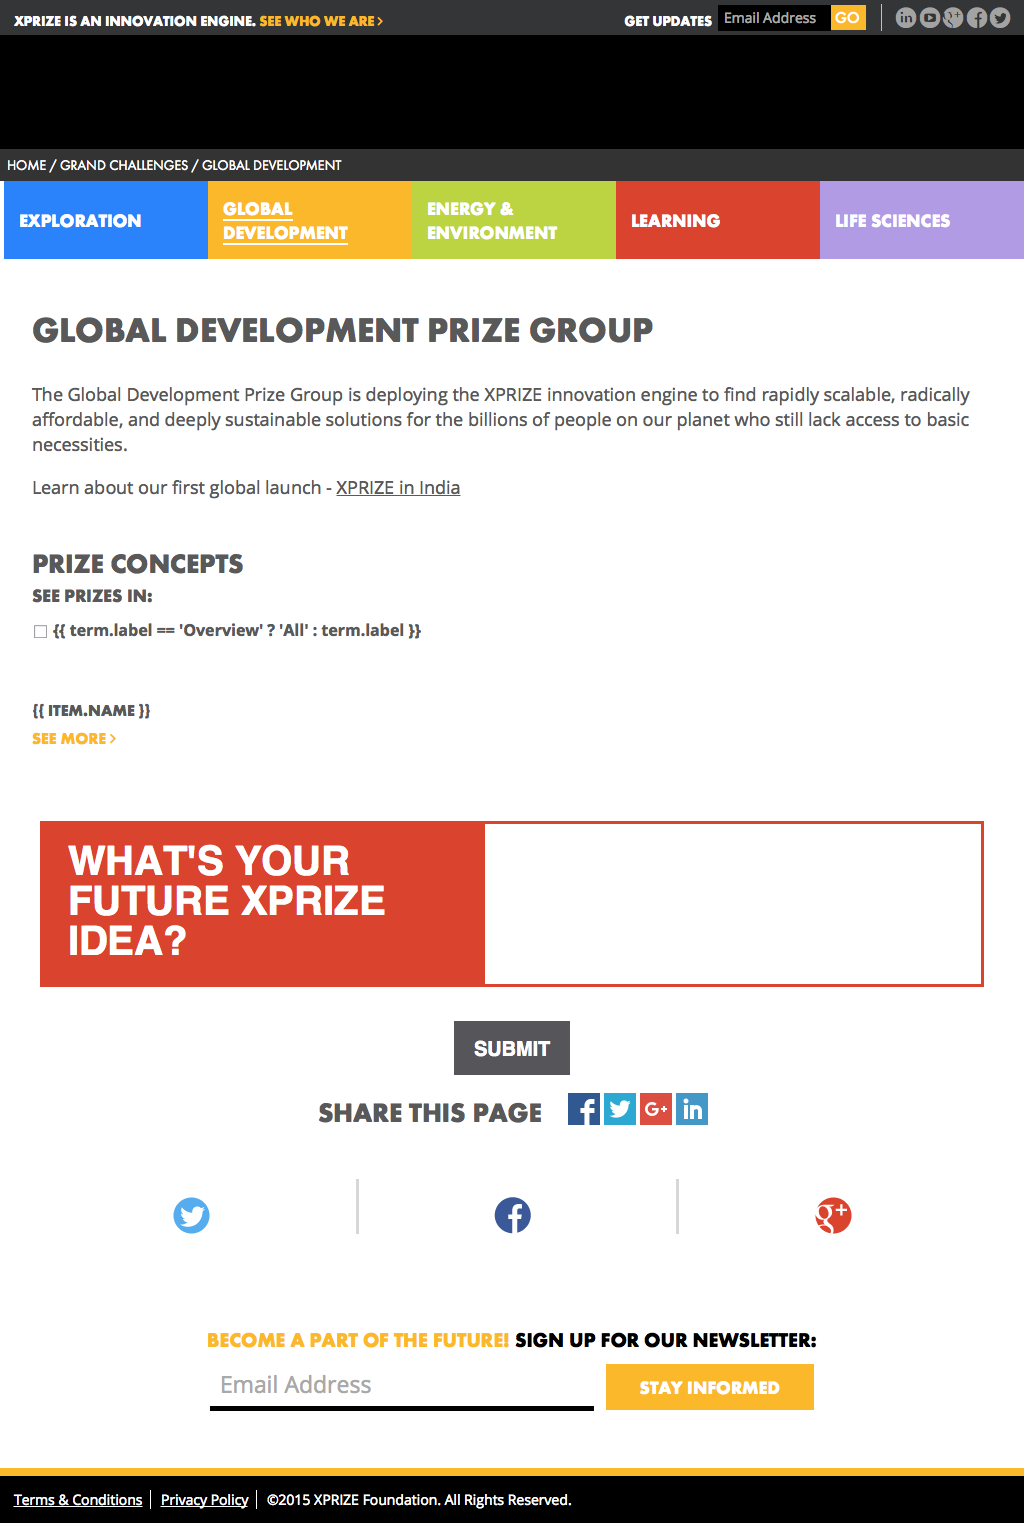 XPRIZE IS AN INNOVATION ENGINE. SEE WHO WE ARE >
GET UPDATES Email Address GO
HOME / GRAND CHALLENGES / GLOBAL DEVELOPMENT
EXPLORATION
GLOBAL
DEVELOPMENT
ENERGY &
ENVIRONMENT
LEARNING
LIFE SCIENCES
GLOBAL DEVELOPMENT PRIZE GROUP
The Global Development Prize Group is deploying the XPRIZE innovation engine to find rapidly scalable, radically
affordable, and deeply sustainable solutions for the billions of people on our planet who still lack access to basic
necessities.
Learn about our first global launch - XPRIZE in India
PRIZE CONCEPTS
SEE PRIZES IN:
{{ term.label == 'Overview' ? 'All' : term.label }}
{{ ITEM.NAME }}
SEE MORE >
WHAT'S YOUR
FUTURE XPRIZE
IDEA?
SUBMIT
SHARE THIS PAGE
BECOME A PART OF THE FUTURE! SIGN UP FOR OUR NEWSLETTER:
Email Address
STAY INFORMED
Terms & Conditions | Privacy Policy | ©2015 XPRIZE Foundation. All Rights Reserved.